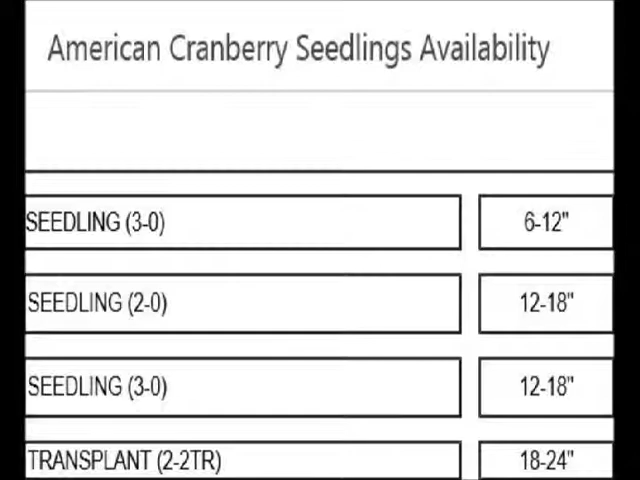 American Cranberry Seedlings Availability
SEEDLING (3-0) 6-12"
SEEDLING (2-0) 12-18"
SEEDLING (3-0) 12-18"
TRANSPLANT (2-2TR) 18-24"